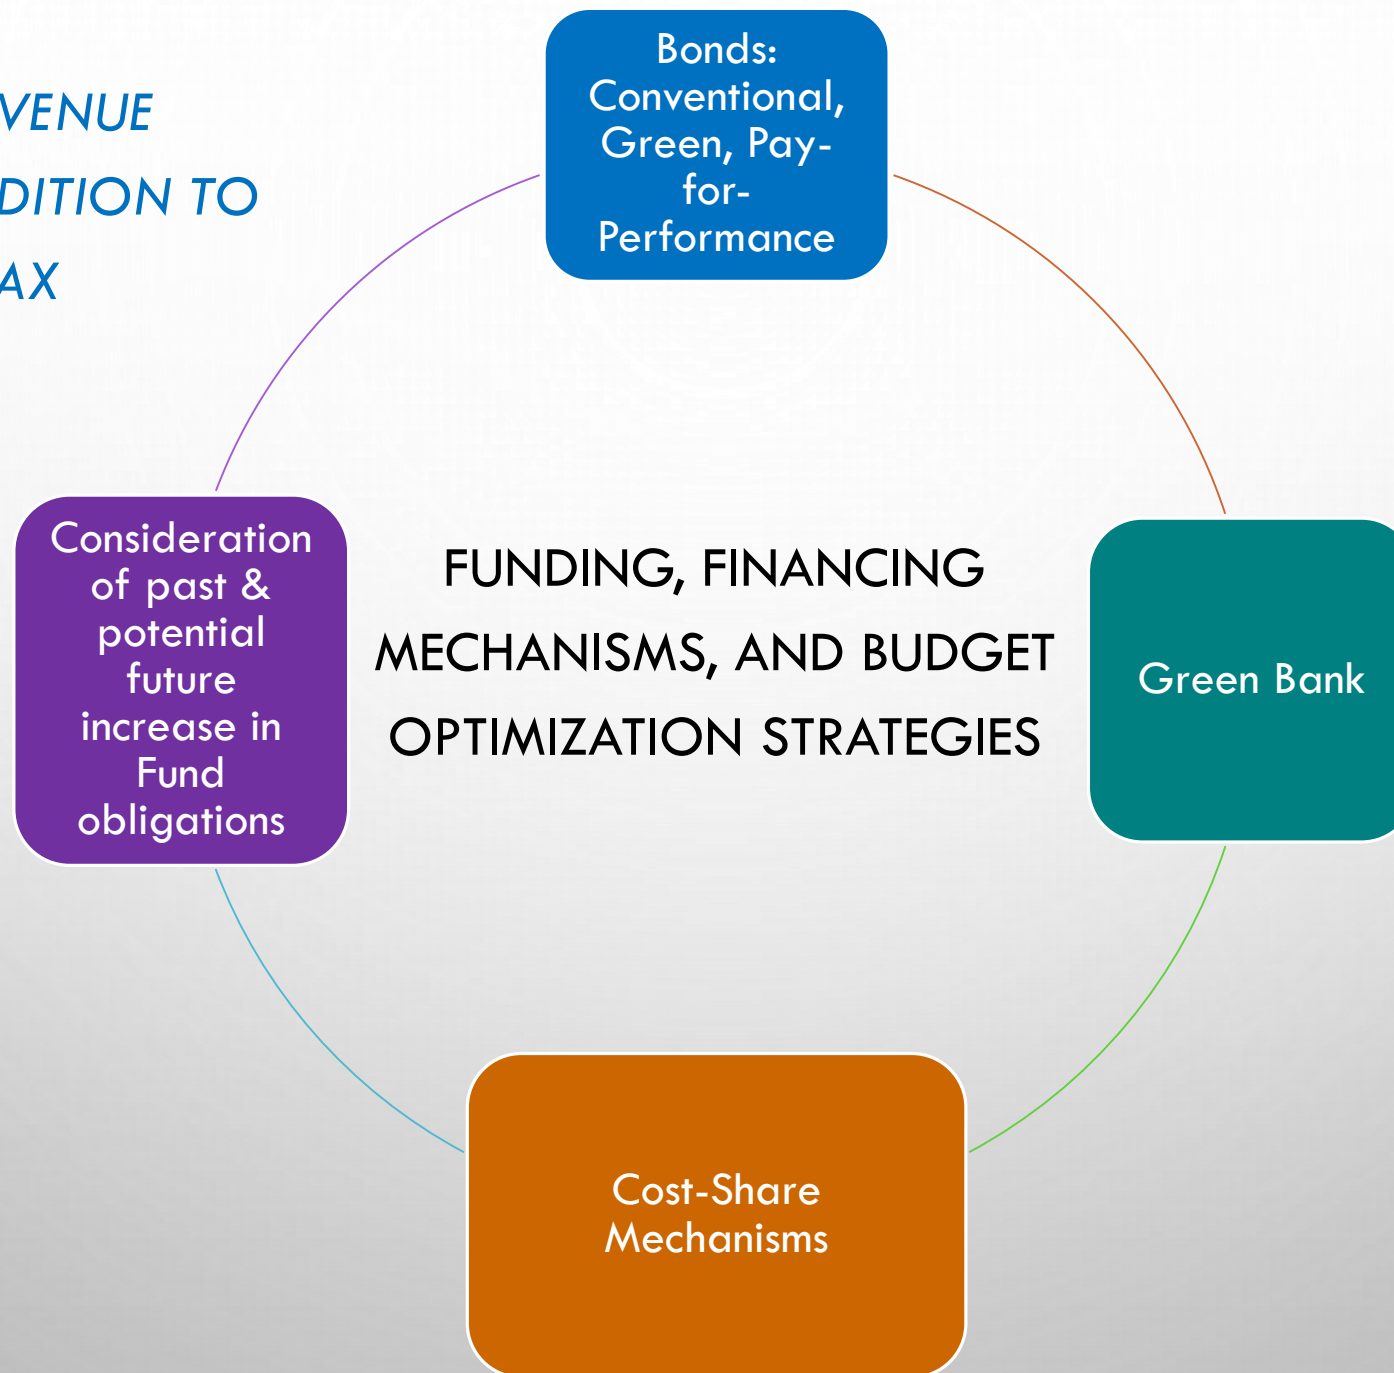 VENUE
DITION TO
AX
Bonds:
Conventional,
Green, Pay-
for-
Performance
Consideration
of past &
potential
future
increase in
Fund
obligations
FUNDING, FINANCING
MECHANISMS, AND BUDGET
OPTIMIZATION STRATEGIES
Green Bank
Cost-Share
Mechanisms